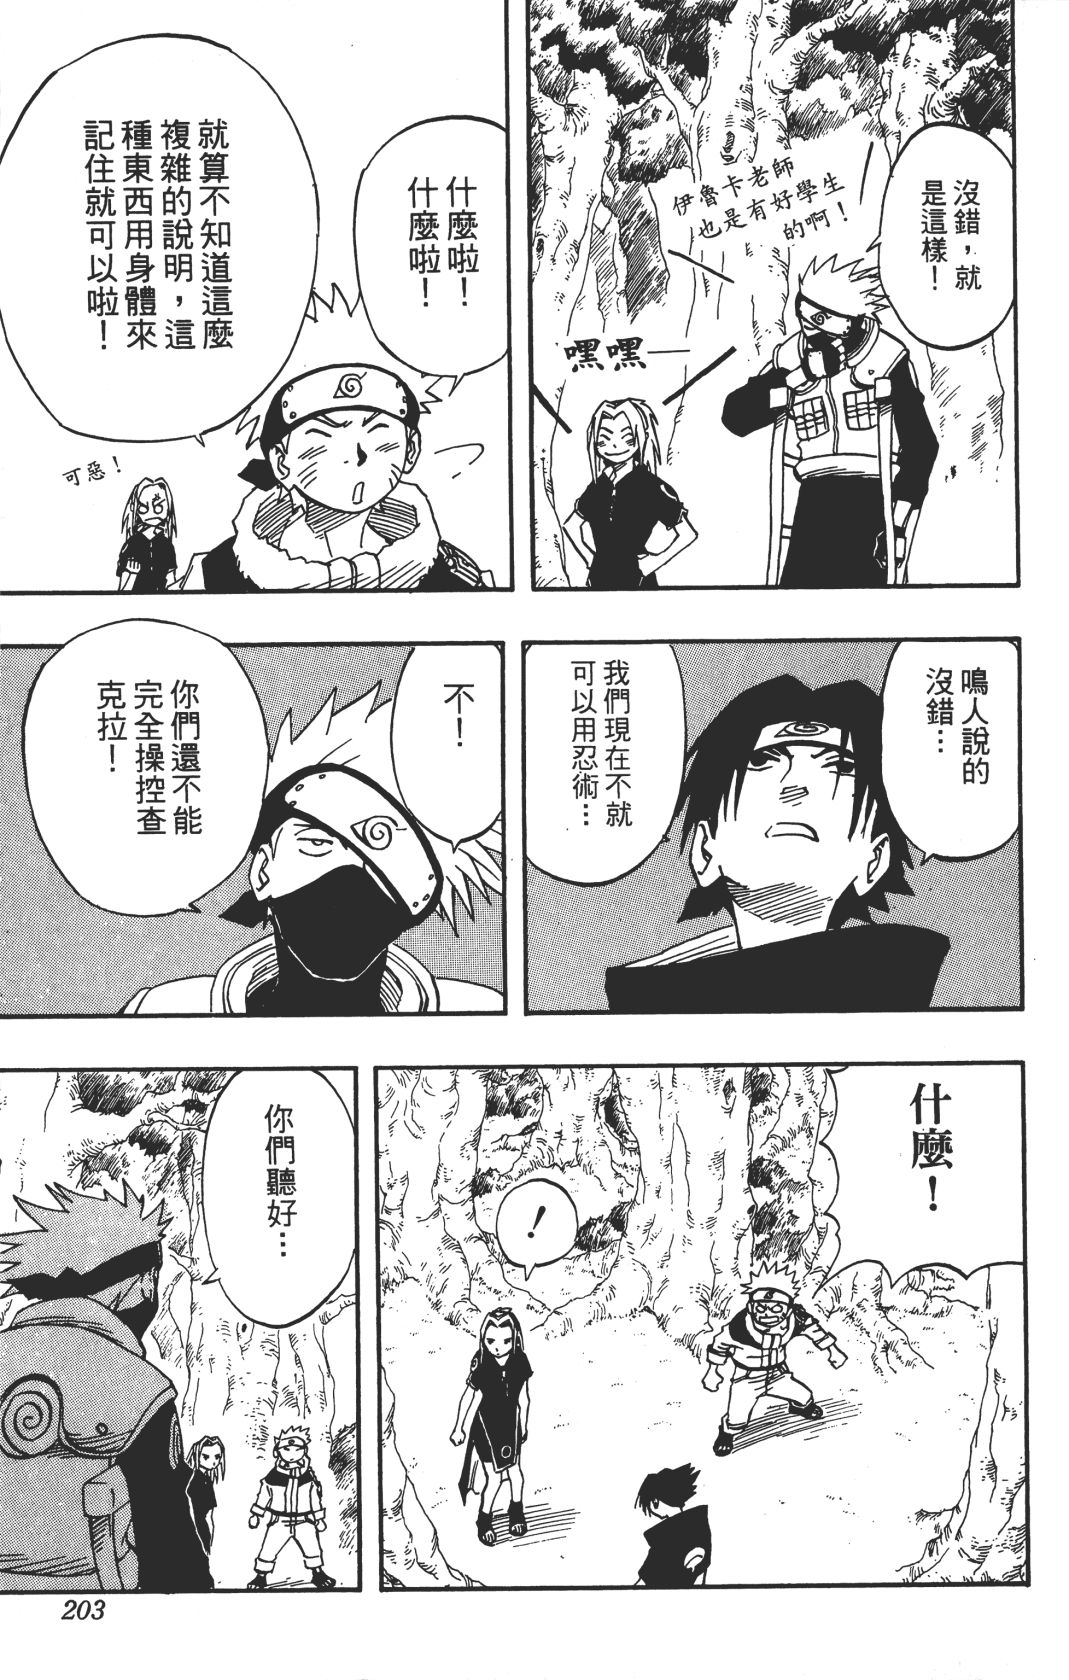 沒錯，就
是這樣！
伊魯卡老師
也是有好學生
的啊！
嘿嘿
什麼啦！
什麼啦！
就算不知道這麼
複雜的說明，這
種東西用身體來
記住就可以啦！
可惡！
鳴人說的
沒錯…
我們現在不就
可以用忍術…
不！
你們還不能
完全操控查
克拉！
什麼！
！
你們聽好…
203